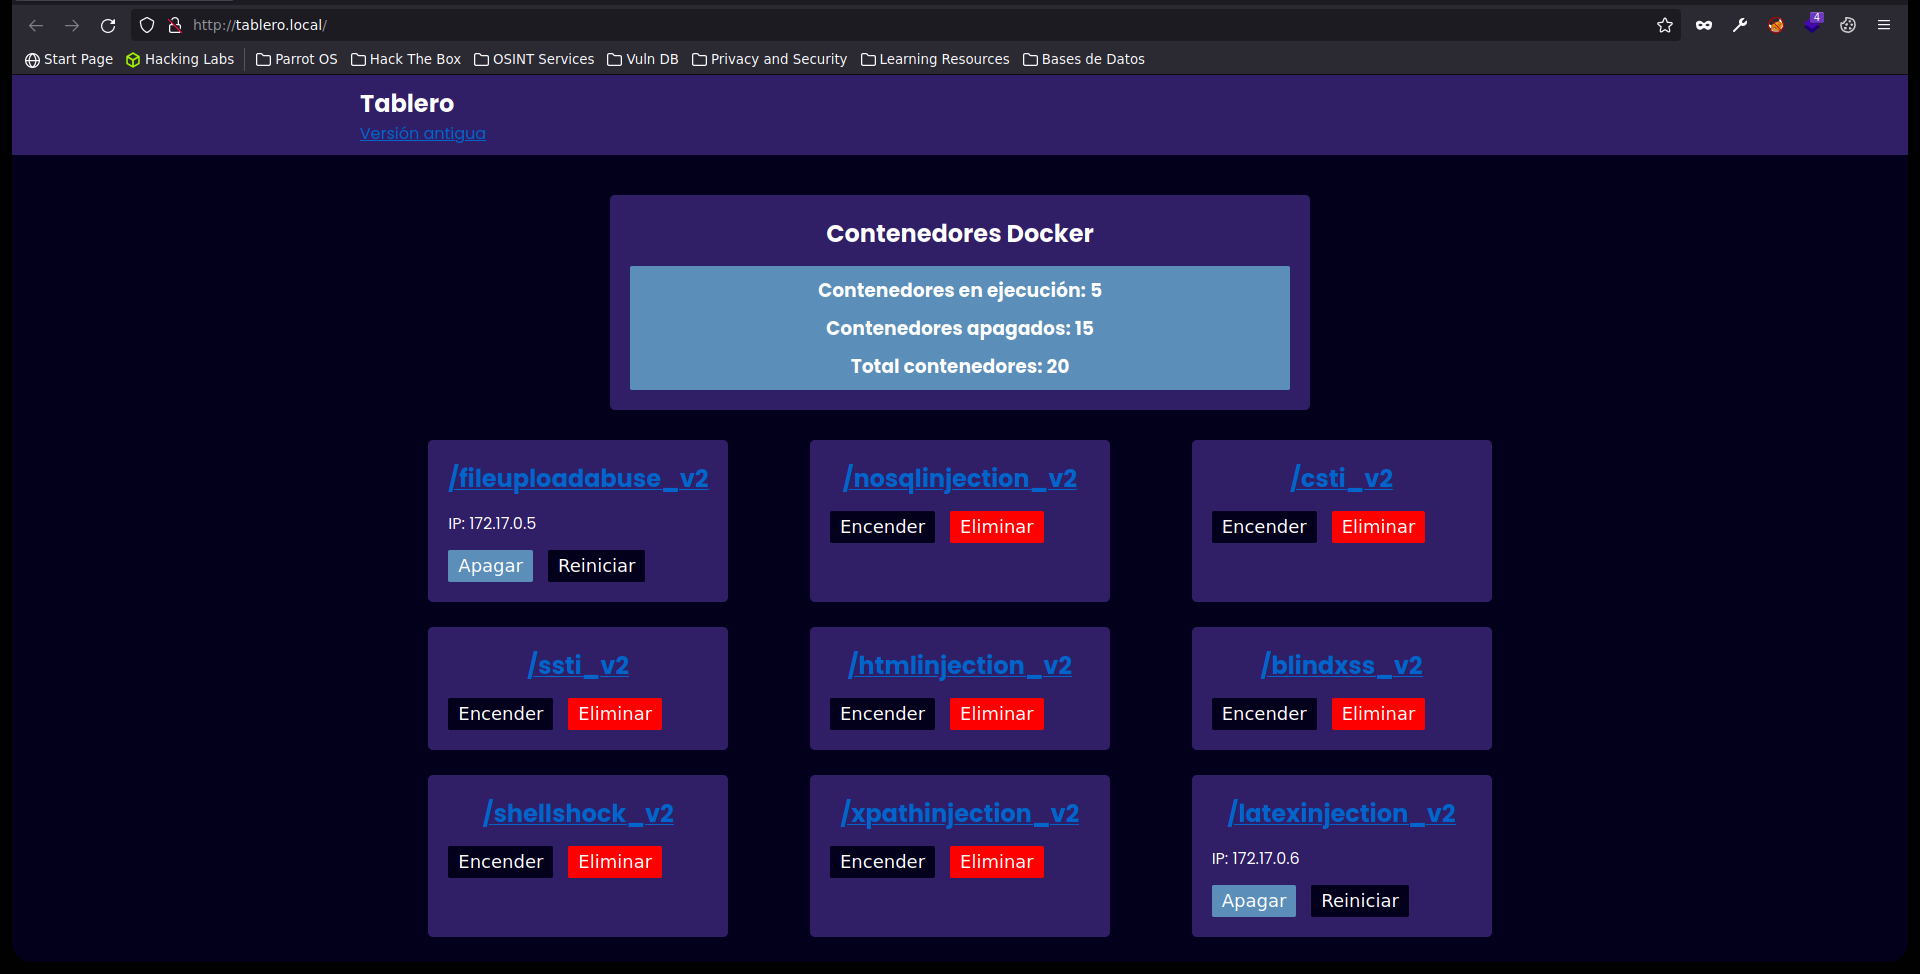 http://tablero.local/
4
Start Page Hacking Labs Parrot OS Hack The Box OSINT Services Vuln DB Privacy and Security Learning Resources Bases de Datos
Tablero
Versión antigua
Contenedores Docker
Contenedores en ejecución: 5
Contenedores apagados: 15
Total contenedores: 20
/fileuploadabuse_v2
IP: 172.17.0.5
Apagar Reiniciar
/nosqlinjection_v2
Encender Eliminar
/csti_v2
Encender Eliminar
/ssti_v2
Encender Eliminar
/htmlinjection_v2
Encender Eliminar
/blindxss_v2
Encender Eliminar
/shellshock_v2
Encender Eliminar
/xpathinjection_v2
Encender Eliminar
/latexinjection_v2
IP: 172.17.0.6
Apagar Reiniciar